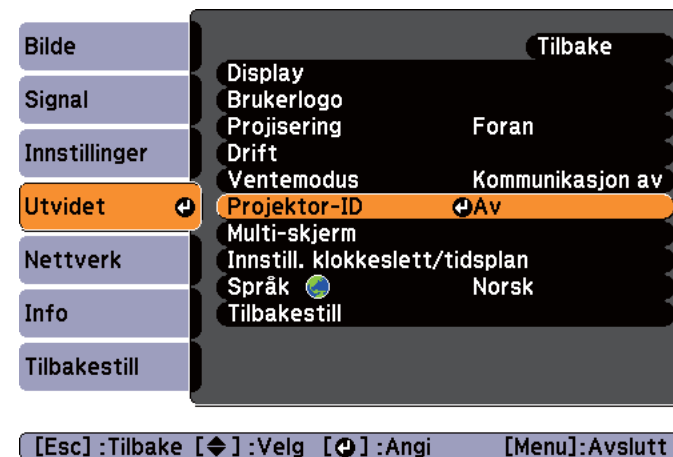 Bilde
Signal
Innstillinger
Utvidet
Nettverk
Info
Tilbakestill
Tilbake
Display
Brukerlogo
Projisering Foran
Drift
Ventemodus Kommunikasjon av
Projektor-ID Av
Multi-skjerm
Innstill. klokkeslett/tidsplan
Språk Norsk
Tilbakestill
[Esc] :Tilbake [◆] :Velg [↵] :Angi [Menu]:Avslutt